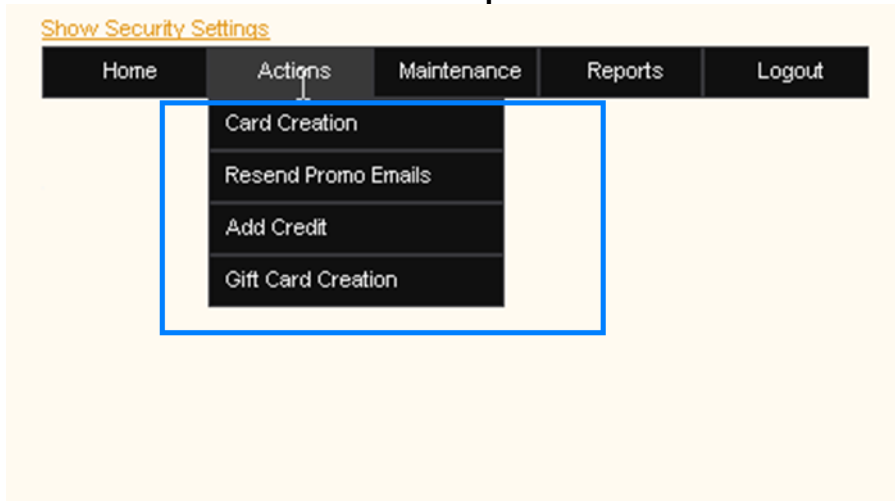 Show Security Settings
Home Actions Maintenance Reports Logout
Card Creation
Resend Promo Emails
Add Credit
Gift Card Creation